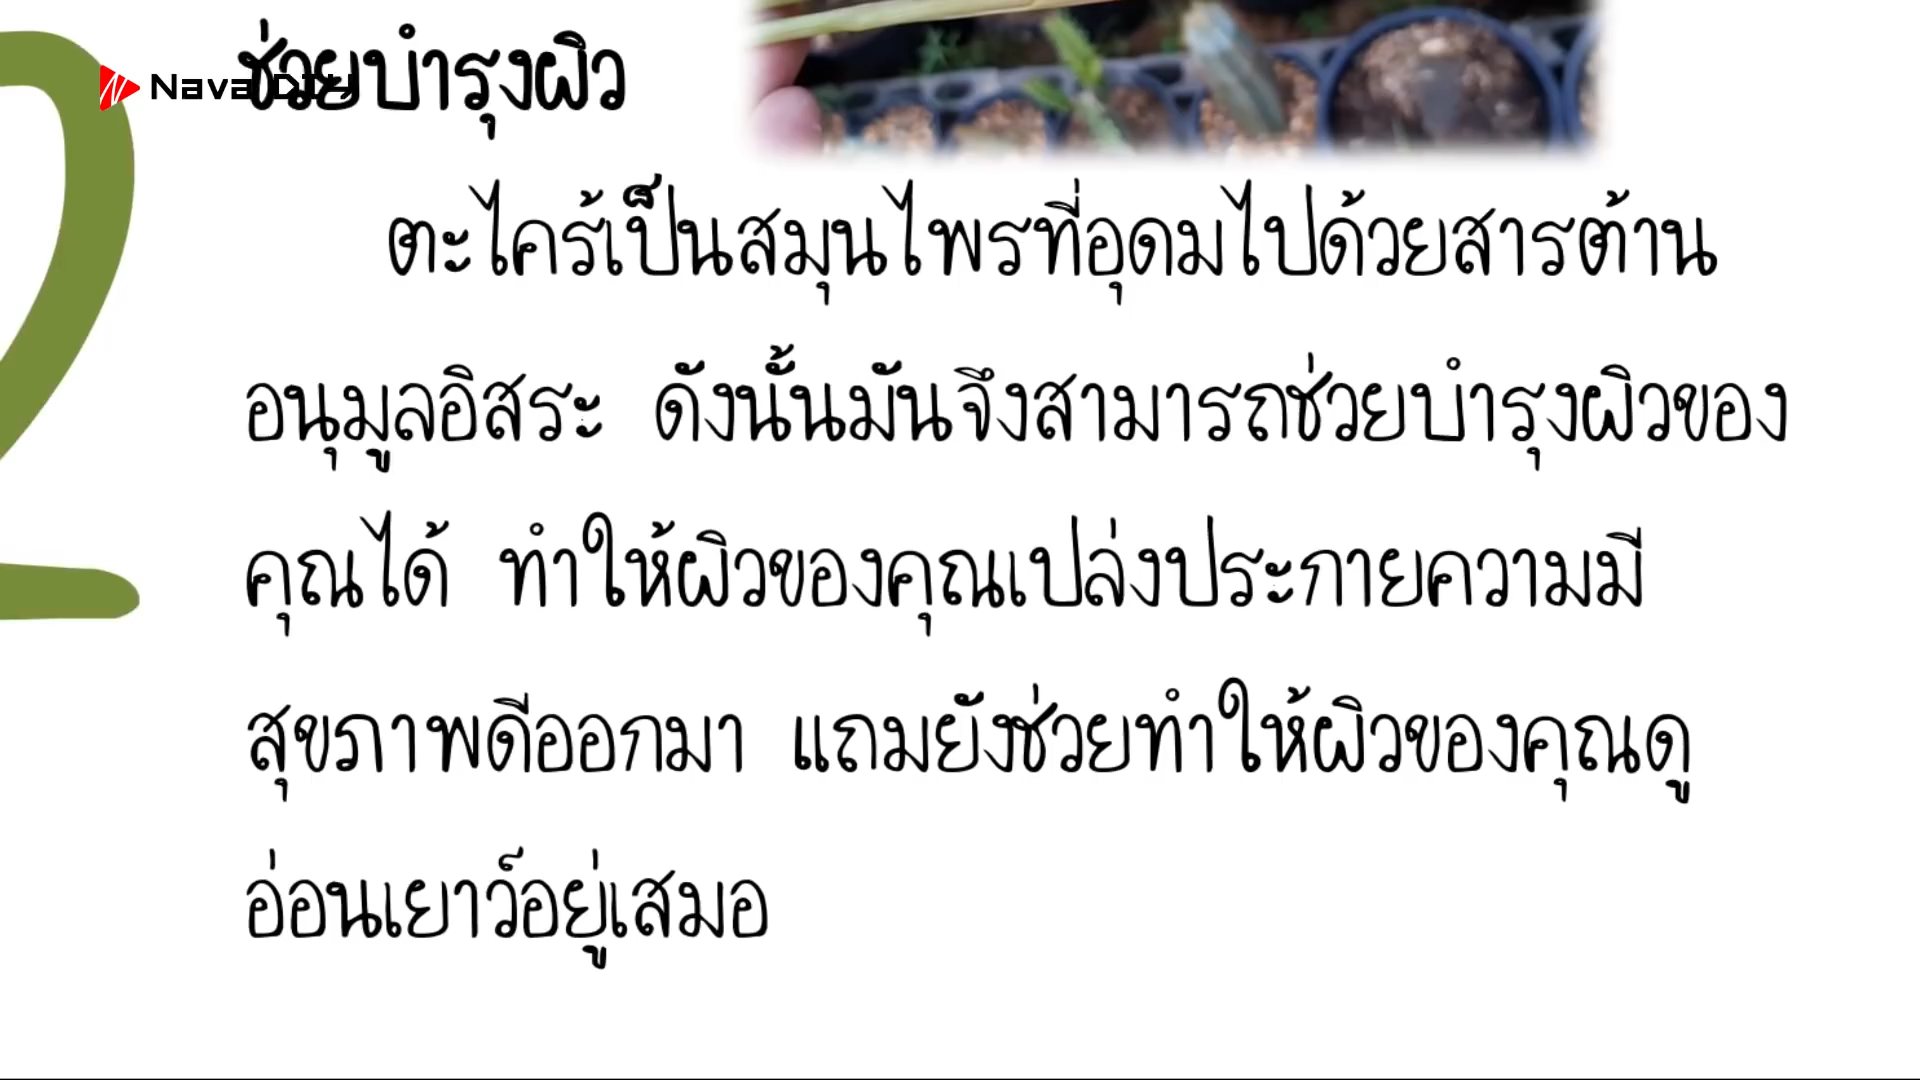 ช่วยบำรุงผิว
Nava DIY
ตะไคร้เป็นสมุนไพรที่อุดมไปด้วยสารต้าน
อนุมูลอิสระ ดังนั้นมันจึงสามารถช่วยบำรุงผิวของ
คุณได้ ทำให้ผิวของคุณเปล่งประกายความมี
สุขภาพดีออกมา แถมยังช่วยทำให้ผิวของคุณดู
อ่อนเยาว์อยู่เสมอ
2